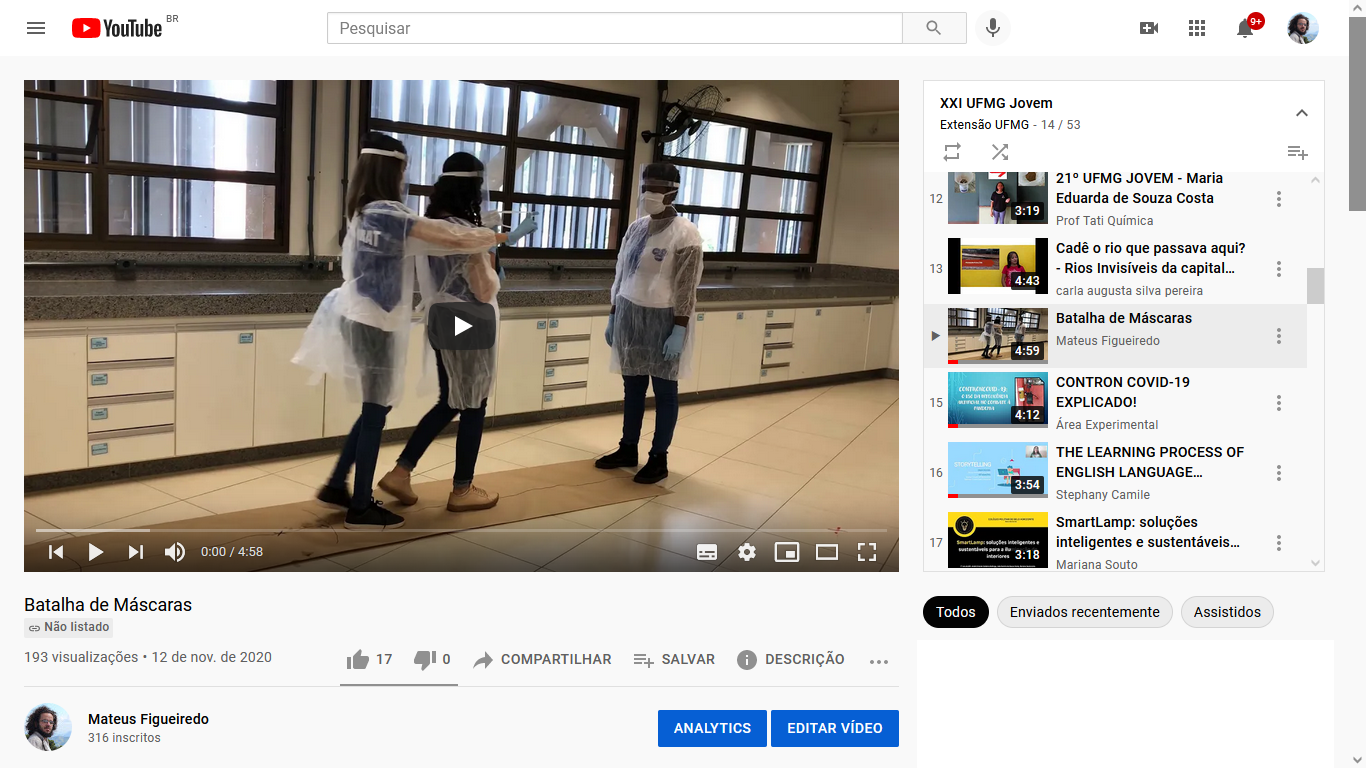 YouTube BR
Pesquisar
9+
XXI UFMG Jovem
Extensão UFMG - 14 / 53
12
3:19
21º UFMG JOVEM - Maria
Eduarda de Souza Costa
Prof Tati Química
13
4:43
Cadê o rio que passava aqui?
- Rios Invisíveis da capital...
carla augusta silva pereira
4:59
Batalha de Máscaras
Mateus Figueiredo
15
4:12
CONTRON COVID-19
EXPLICADO!
Área Experimental
16
STORYTELLING
3:54
THE LEARNING PROCESS OF
ENGLISH LANGUAGE...
Stephany Camile
17
SmartLamp: soluções inteligentes e
3:18
SmartLamp: soluções
inteligentes e sustentáveis...
Mariana Souto
0:00 / 4:58
Batalha de Máscaras
Não listado
193 visualizações • 12 de nov. de 2020
17
0
COMPARTILHAR
SALVAR
DESCRIÇÃO
Todos
Enviados recentemente
Assistidos
Mateus Figueiredo
316 inscritos
ANALYTICS
EDITAR VÍDEO